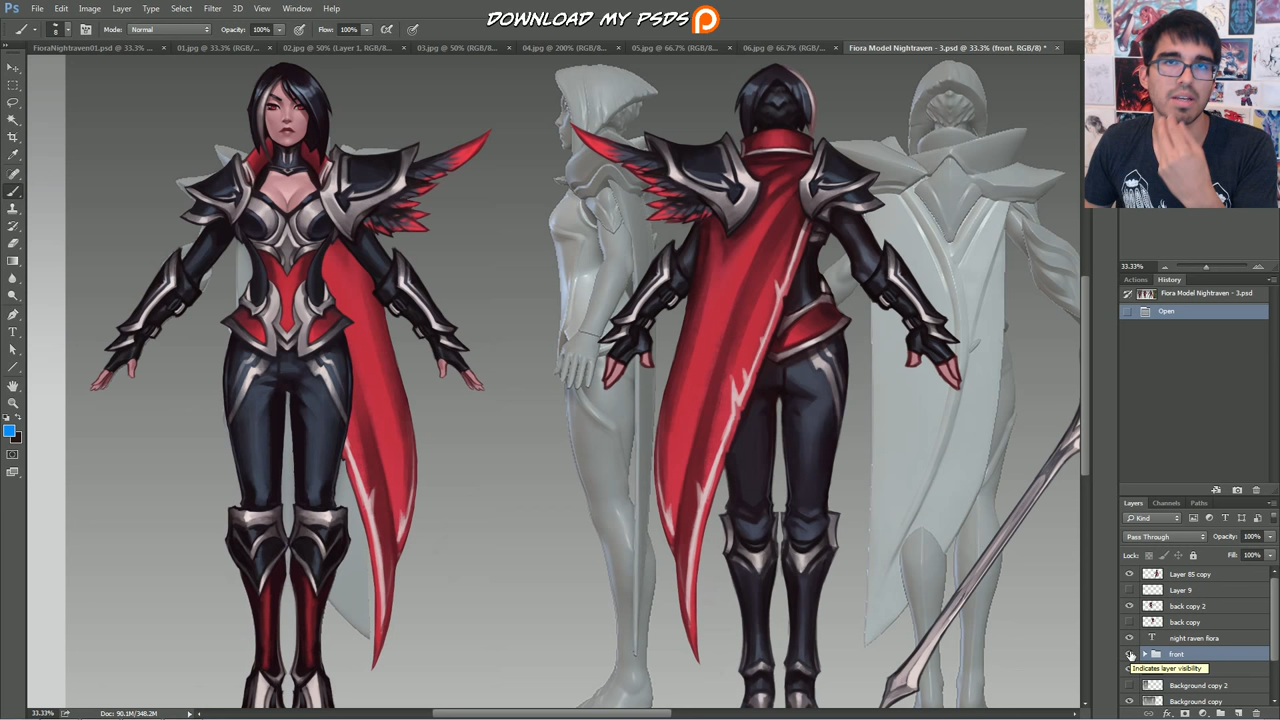 Ps File Edit Image Layer Type Select Filter 3D View Window Help
DOWNLOAD MY PSDS
Mode: Normal Opacity: 100% Flow: 100%
FioraNightraven01.psd @ 33.3% ... × 01.jpg @ 33.3% (RGB/... × 02.jpg @ 50% (Layer 1, RGB/8... × 03.jpg @ 50% (RGB/8... × 04.jpg @ 200% (RGB/8... × 05.jpg @ 66.7% (RGB/8... × 06.jpg @ 66.7% (RGB/8... × Fiora Model Nightraven - 3.psd @ 33.3% (front, RGB/8) * ×
33.33%
Actions History
Fiora Model Nightraven - 3.psd
Open
Layers Channels Paths
Kind
Pass Through Opacity: 100%
Lock: Fill: 100%
Layer 85 copy
Layer 9
back copy 2
back copy
T night raven fiora
front
Indicates layer visibility
Background copy 2
Background copy
33.33% Doc: 90.1M/348.2M